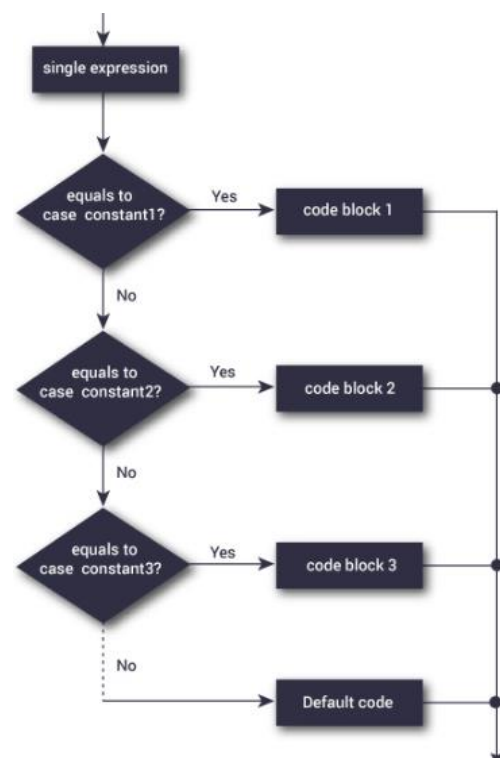 single expression
equals to
case constant1?
Yes
code block 1
No
equals to
case constant2?
Yes
code block 2
No
equals to
case constant3?
Yes
code block 3
No
Default code